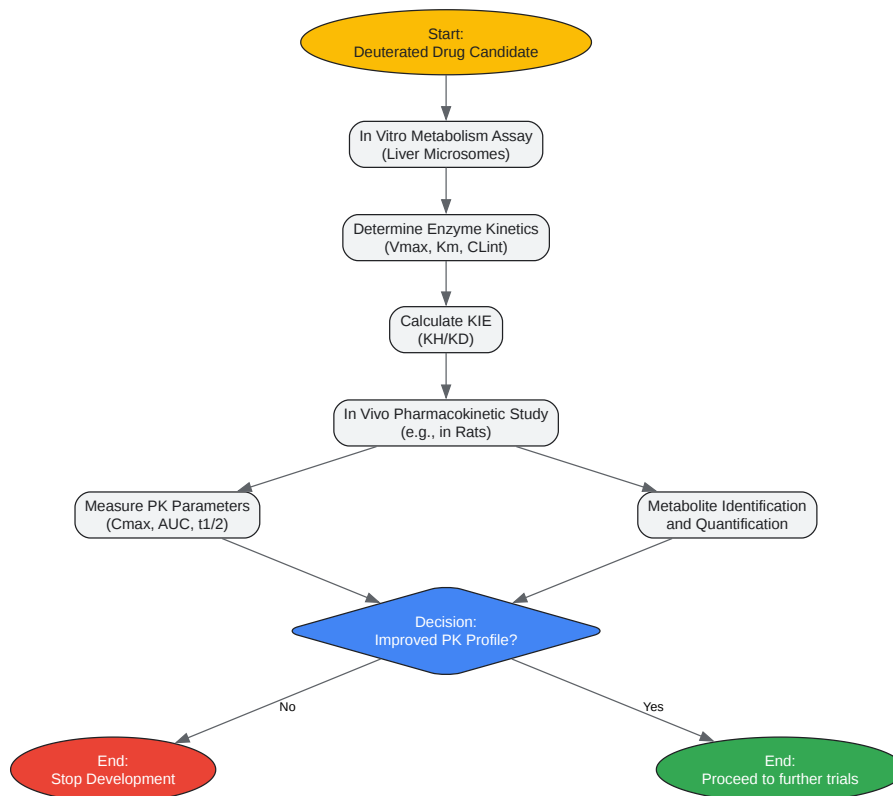 Start:
Deuterated Drug Candidate
In Vitro Metabolism Assay
(Liver Microsomes)
Determine Enzyme Kinetics
(Vmax, Km, CLint)
Calculate KIE
(KH/KD)
In Vivo Pharmacokinetic Study
(e.g., in Rats)
Measure PK Parameters
(Cmax, AUC, t1/2)
Metabolite Identification
and Quantification
Decision:
Improved PK Profile?
No
Yes
End:
Stop Development
End:
Proceed to further trials